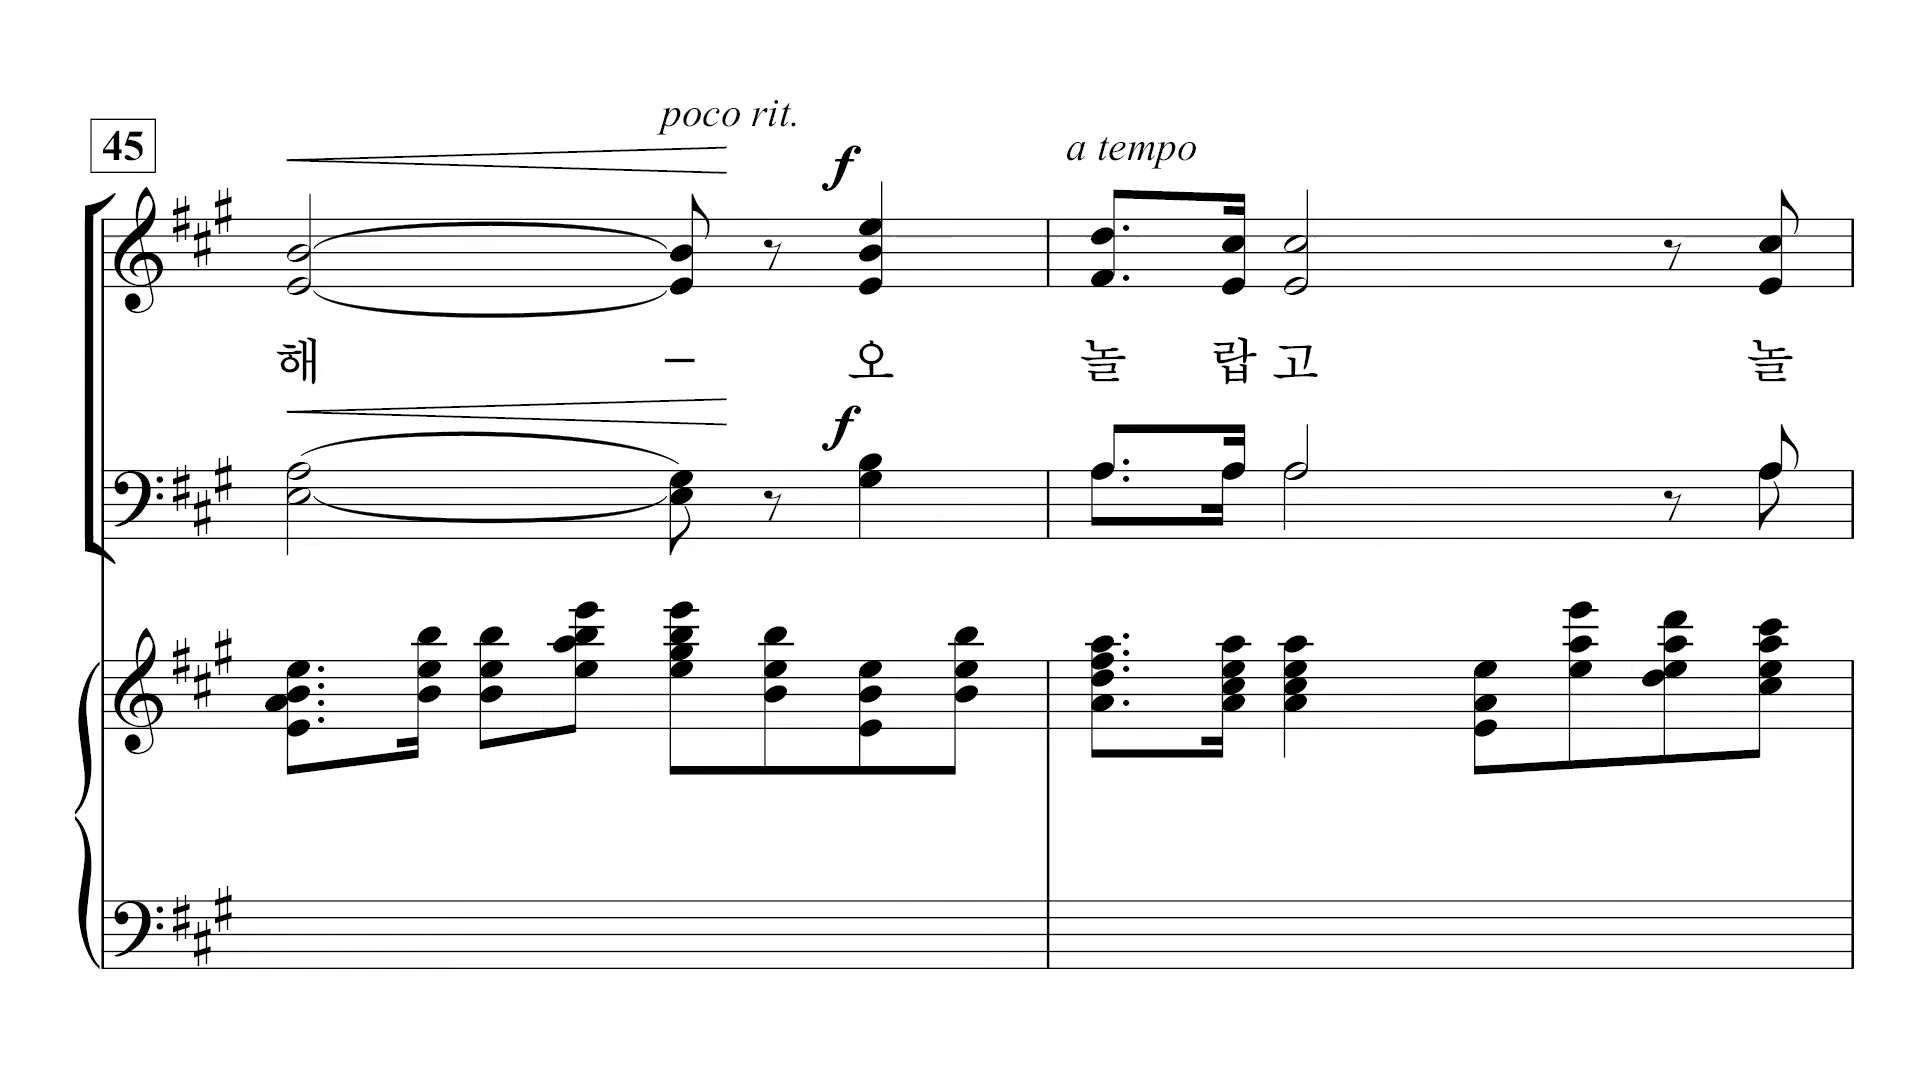 poco rit.
45
f
a tempo
해 – 오 놀 랍 고 놀
f